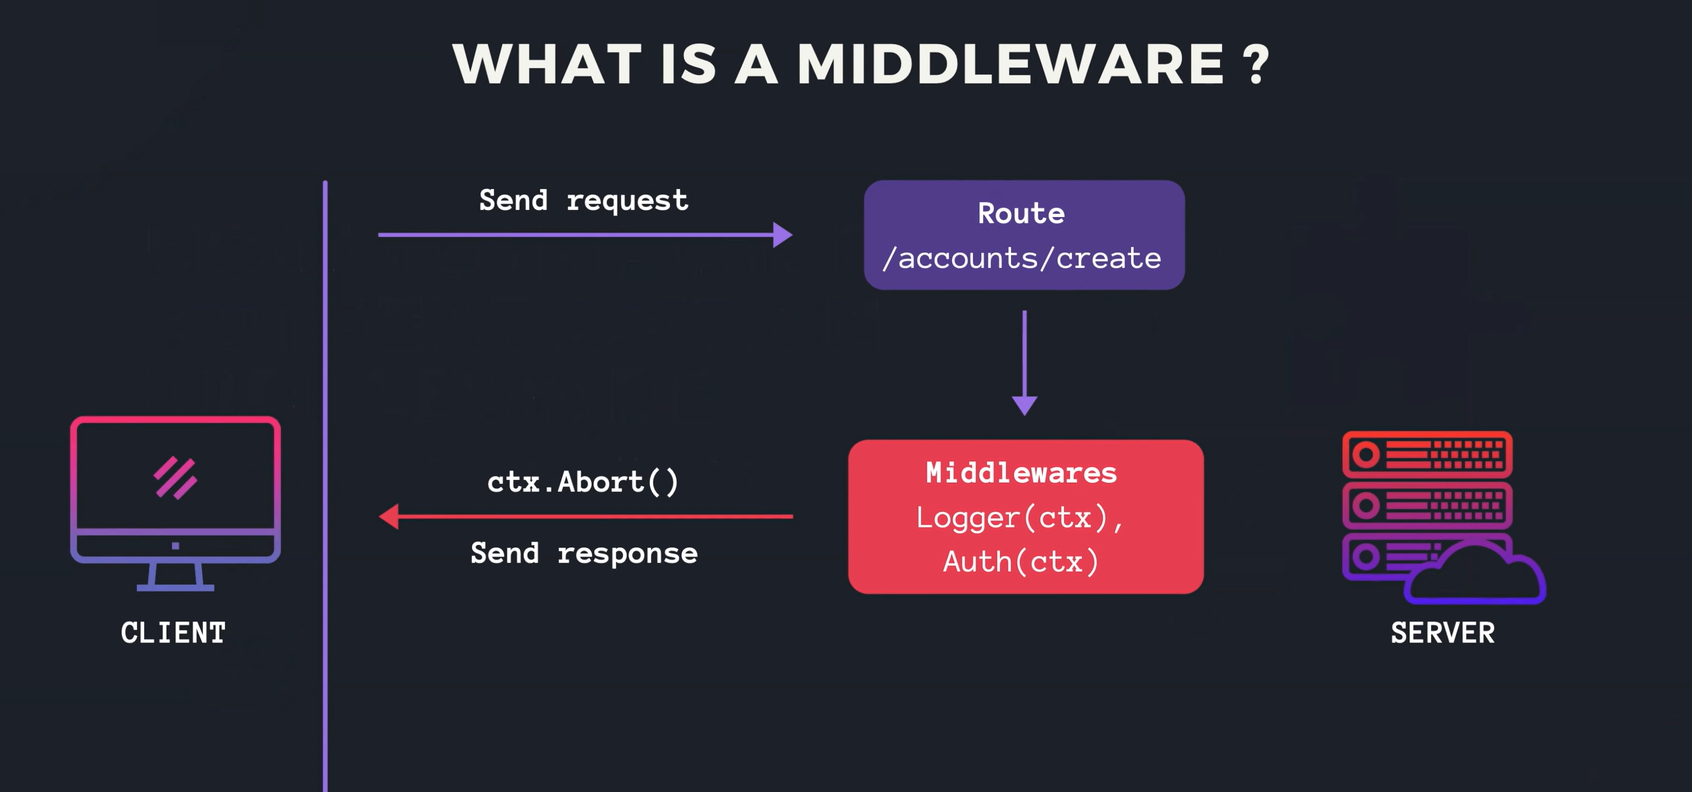 WHAT IS A MIDDLEWARE ?
Send request
Route
/accounts/create
ctx.Abort()
Send response
Middlewares
Logger(ctx),
Auth(ctx)
CLIENT
SERVER